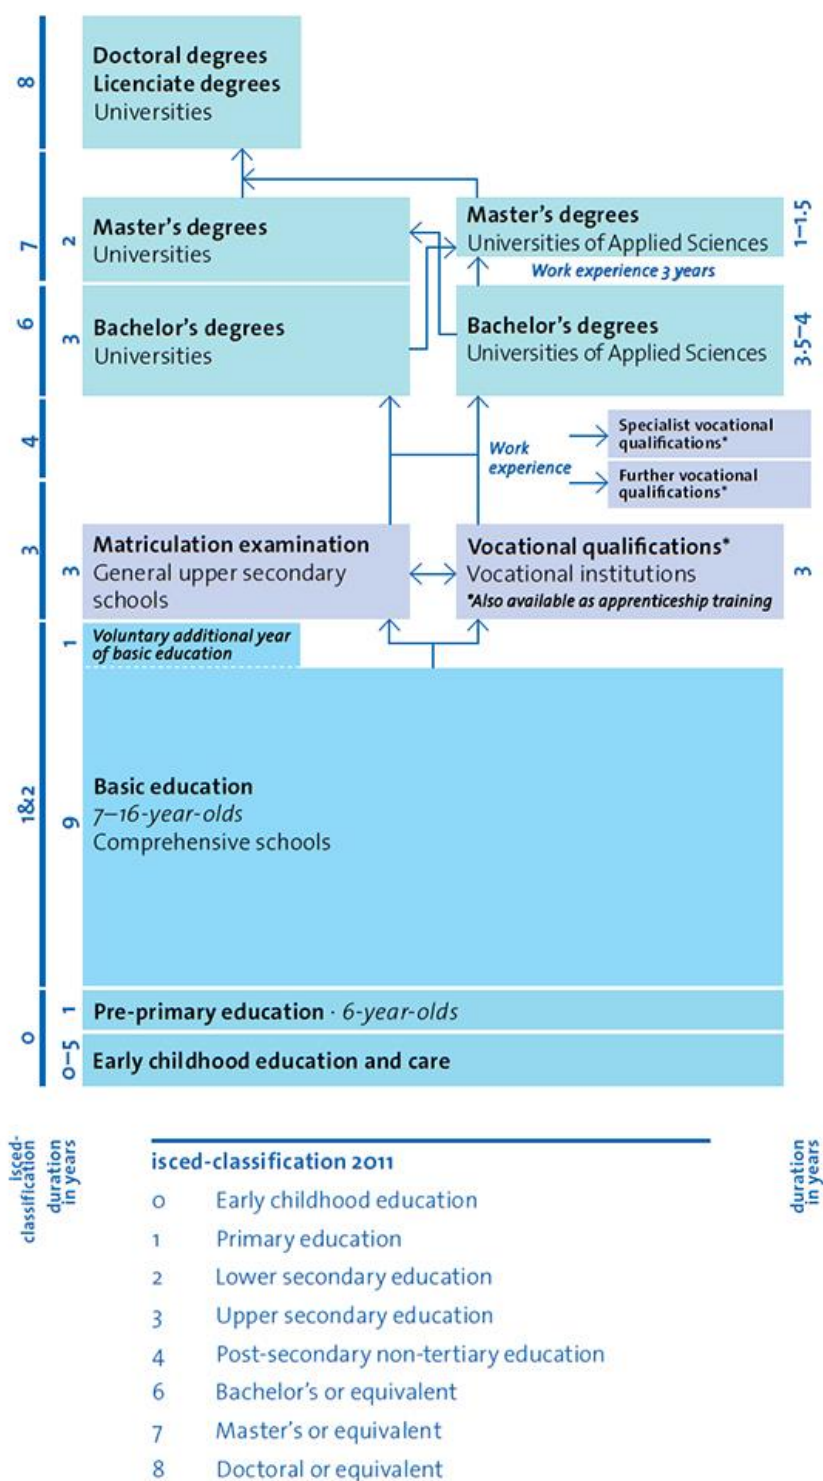 8
Doctoral degrees
Licenciate degrees
Universities
7
2
Master's degrees
Universities
Master's degrees
Universities of Applied Sciences
1–1.5
Work experience 3 years
6
3
Bachelor's degrees
Universities
Bachelor's degrees
Universities of Applied Sciences
3.5–4
4
Work
experience
Specialist vocational
qualifications*
Further vocational
qualifications*
3
3
Matriculation examination
General upper secondary
schools
Vocational qualifications*
Vocational institutions
*Also available as apprenticeship training
3
1
Voluntary additional year
of basic education
1&2
9
Basic education
7–16-year-olds
Comprehensive schools
0
1
Pre-primary education · 6-year-olds
0–5
Early childhood education and care
isced-
classification
duration
in years
duration
in years
isced-classification 2011
0 Early childhood education
1 Primary education
2 Lower secondary education
3 Upper secondary education
4 Post-secondary non-tertiary education
6 Bachelor's or equivalent
7 Master's or equivalent
8 Doctoral or equivalent